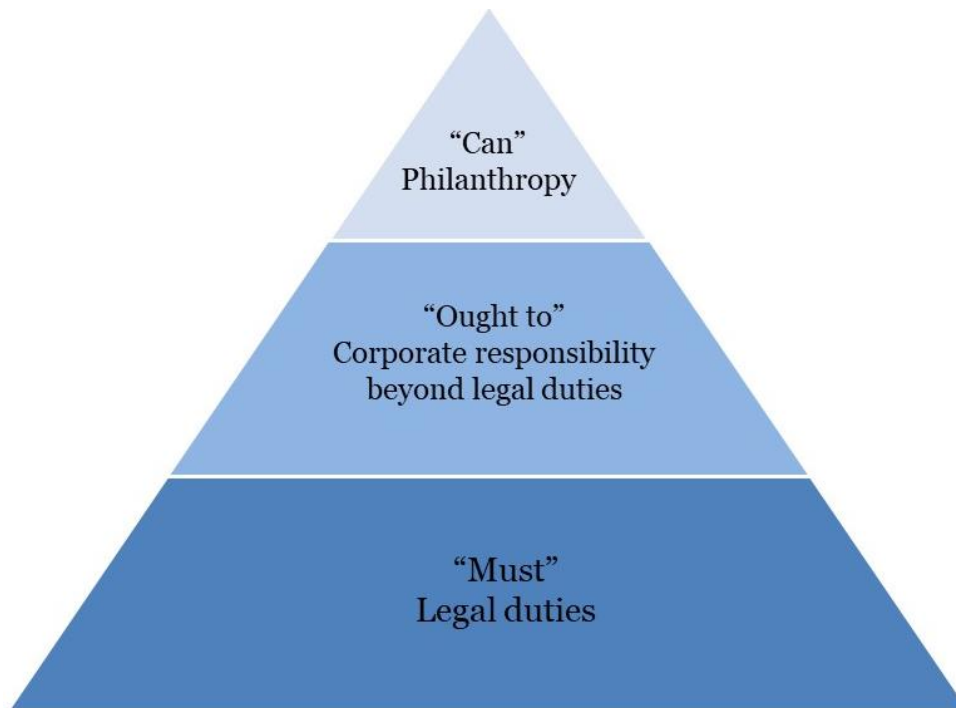 “Can”
Philanthropy
“Ought to”
Corporate responsibility
beyond legal duties
“Must”
Legal duties